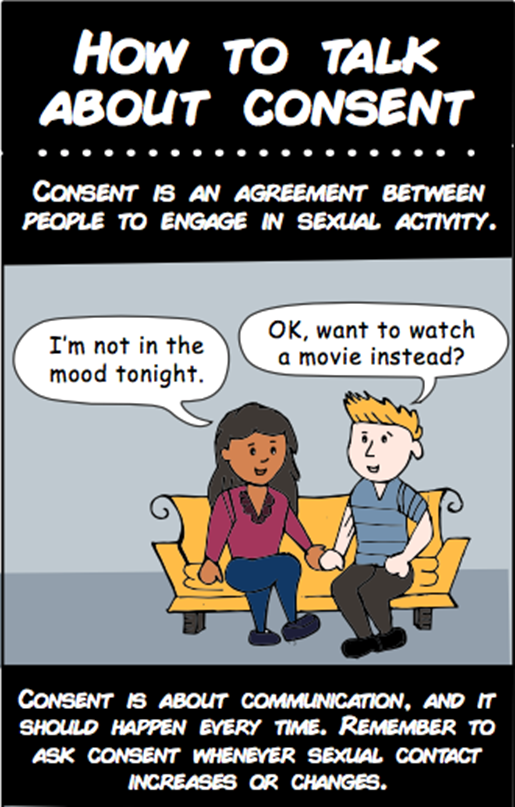 How to talk
about consent
Consent is an agreement between
people to engage in sexual activity.
I'm not in the
mood tonight.
OK, want to watch
a movie instead?
Consent is about communication, and it
should happen every time. Remember to
ask consent whenever sexual contact
increases or changes.